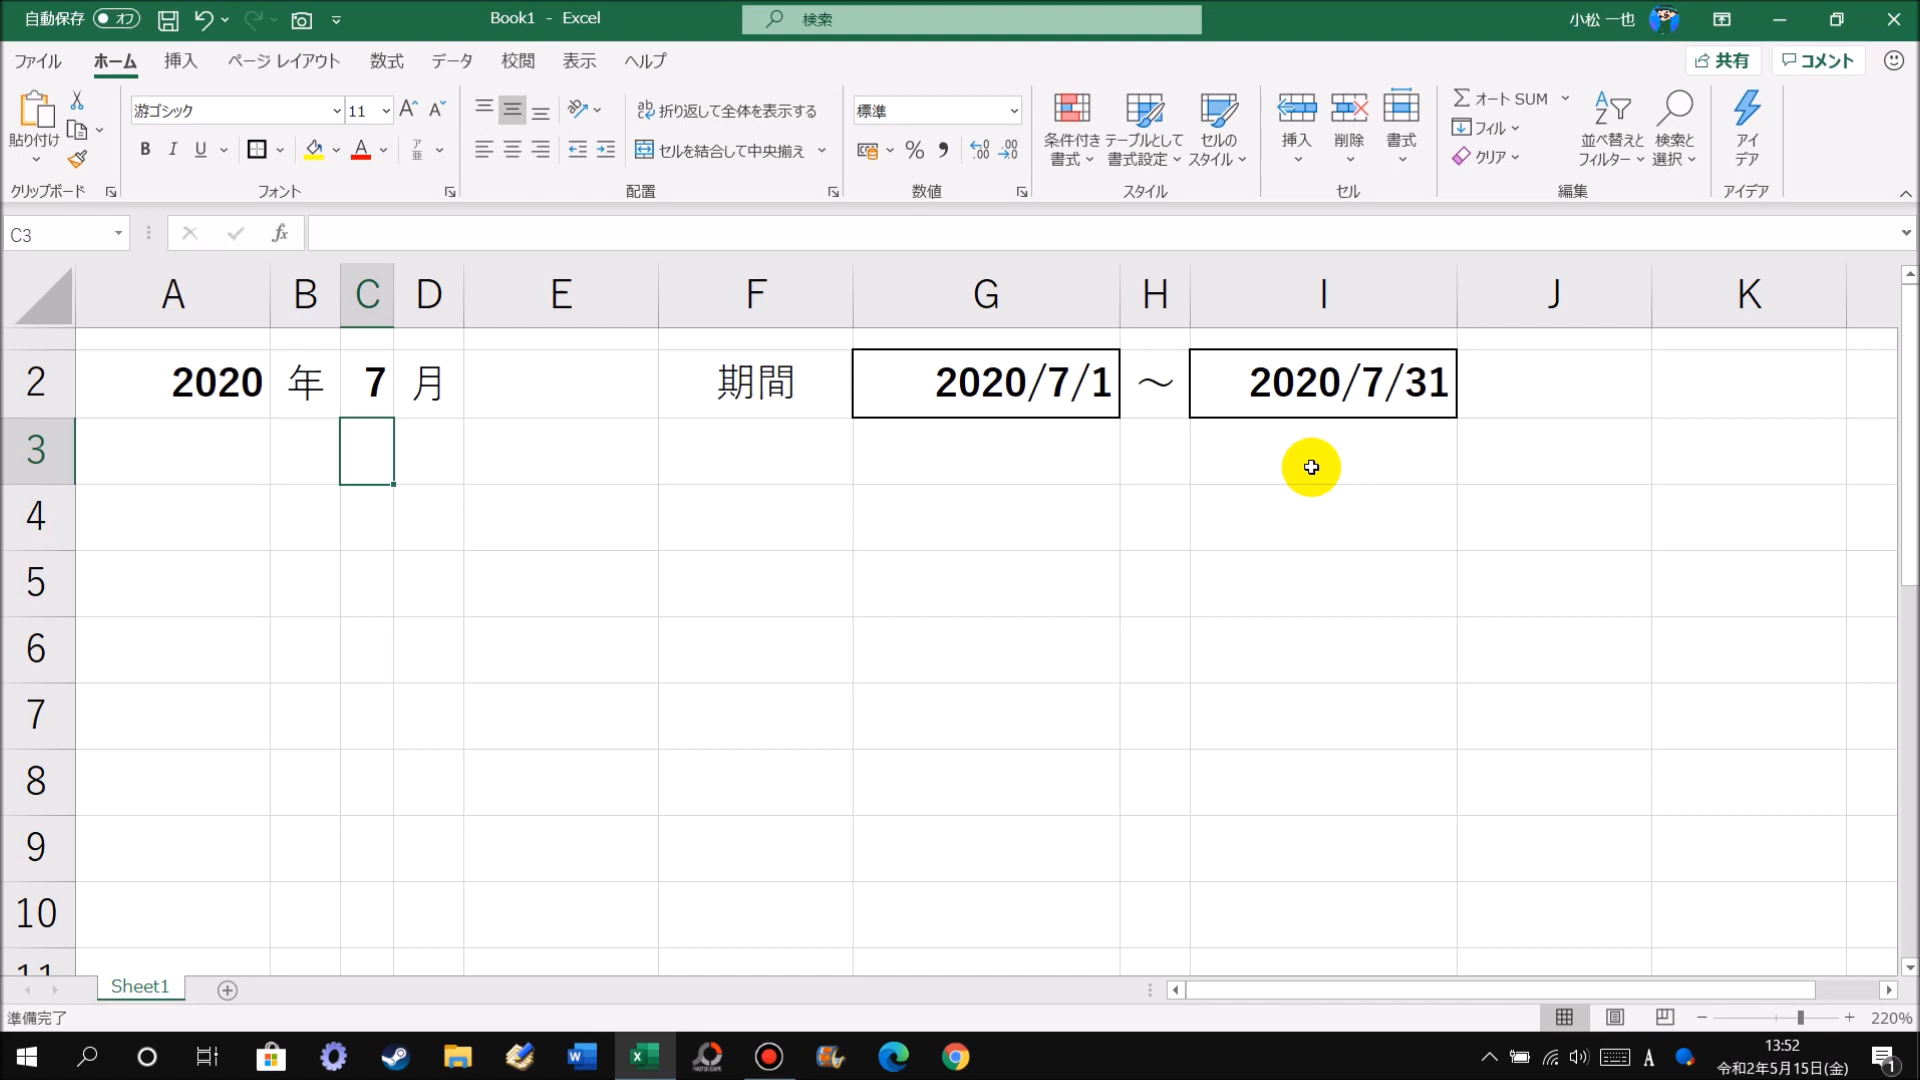 自動保存 オフ Book1 - Excel 検索 小松 一也
ファイル ホーム 挿入 ページ レイアウト 数式 データ 校閲 表示 ヘルプ 共有 コメント
貼り付け
クリップボード
游ゴシック 11
B I U
フォント
折り返して全体を表示する
セルを結合して中央揃え
配置
標準
%
数値
条件付き書式
テーブルとして書式設定
セルのスタイル
スタイル
挿入 削除 書式
セル
オート SUM
フィル
クリア
並べ替えと
フィルター
検索と
選択
編集
アイ
デア
アイデア
C3 fx
A B C D E F G H I J K
2 2020 年 7 月 期間 2020/7/1 ～ 2020/7/31
3
4
5
6
7
8
9
10
11
Sheet1
準備完了 220%
13:52
令和2年5月15日(金)